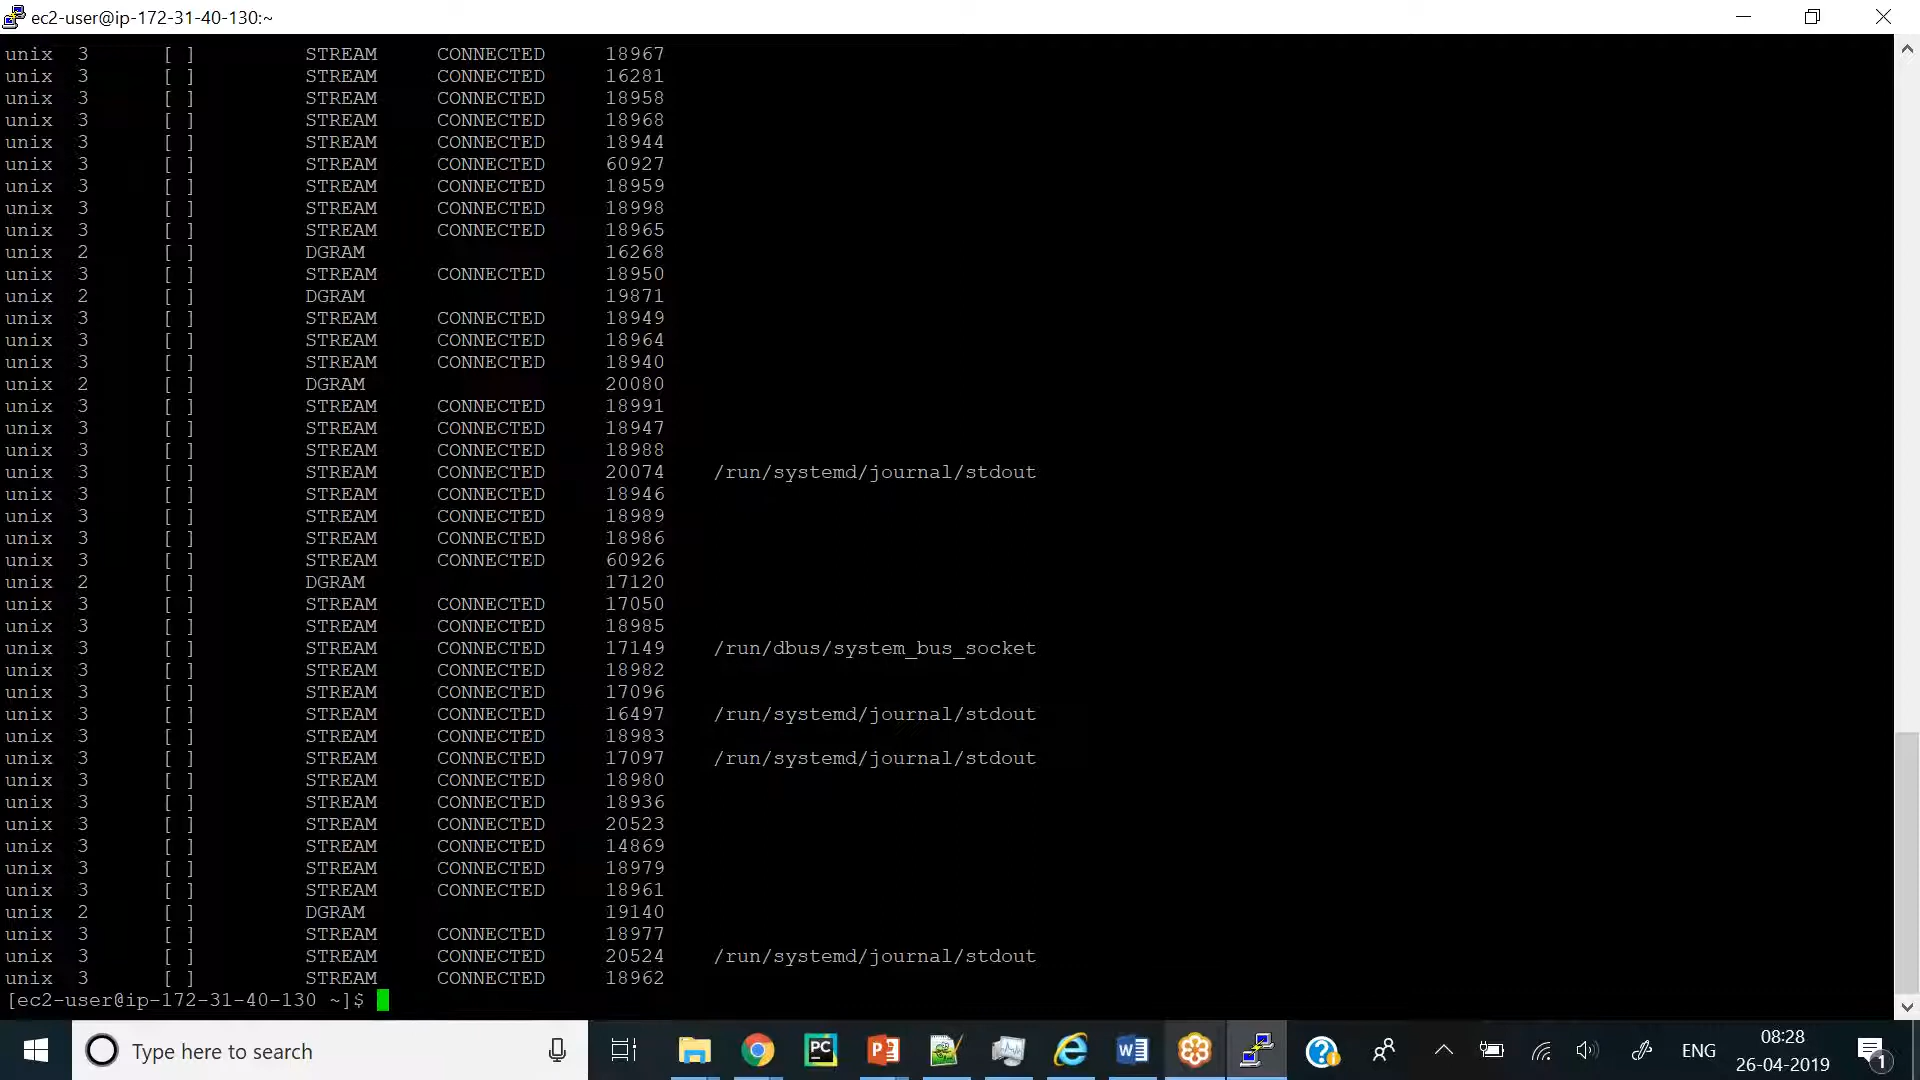 ec2-user@ip-172-31-40-130:~
unix 3 [ ] STREAM CONNECTED 18967
unix 3 [ ] STREAM CONNECTED 16281
unix 3 [ ] STREAM CONNECTED 18958
unix 3 [ ] STREAM CONNECTED 18968
unix 3 [ ] STREAM CONNECTED 18944
unix 3 [ ] STREAM CONNECTED 60927
unix 3 [ ] STREAM CONNECTED 18959
unix 3 [ ] STREAM CONNECTED 18998
unix 3 [ ] STREAM CONNECTED 18965
unix 2 [ ] DGRAM 16268
unix 3 [ ] STREAM CONNECTED 18950
unix 2 [ ] DGRAM 19871
unix 3 [ ] STREAM CONNECTED 18949
unix 3 [ ] STREAM CONNECTED 18964
unix 3 [ ] STREAM CONNECTED 18940
unix 2 [ ] DGRAM 20080
unix 3 [ ] STREAM CONNECTED 18991
unix 3 [ ] STREAM CONNECTED 18947
unix 3 [ ] STREAM CONNECTED 18988
unix 3 [ ] STREAM CONNECTED 20074 /run/systemd/journal/stdout
unix 3 [ ] STREAM CONNECTED 18946
unix 3 [ ] STREAM CONNECTED 18989
unix 3 [ ] STREAM CONNECTED 18986
unix 3 [ ] STREAM CONNECTED 60926
unix 2 [ ] DGRAM 17120
unix 3 [ ] STREAM CONNECTED 17050
unix 3 [ ] STREAM CONNECTED 18985
unix 3 [ ] STREAM CONNECTED 17149 /run/dbus/system_bus_socket
unix 3 [ ] STREAM CONNECTED 18982
unix 3 [ ] STREAM CONNECTED 17096
unix 3 [ ] STREAM CONNECTED 16497 /run/systemd/journal/stdout
unix 3 [ ] STREAM CONNECTED 18983
unix 3 [ ] STREAM CONNECTED 17097 /run/systemd/journal/stdout
unix 3 [ ] STREAM CONNECTED 18980
unix 3 [ ] STREAM CONNECTED 18936
unix 3 [ ] STREAM CONNECTED 20523
unix 3 [ ] STREAM CONNECTED 14869
unix 3 [ ] STREAM CONNECTED 18979
unix 3 [ ] STREAM CONNECTED 18961
unix 2 [ ] DGRAM 19140
unix 3 [ ] STREAM CONNECTED 18977
unix 3 [ ] STREAM CONNECTED 20524 /run/systemd/journal/stdout
unix 3 [ ] STREAM CONNECTED 18962
[ec2-user@ip-172-31-40-130 ~]$
Type here to search
ENG
08:28
26-04-2019
1